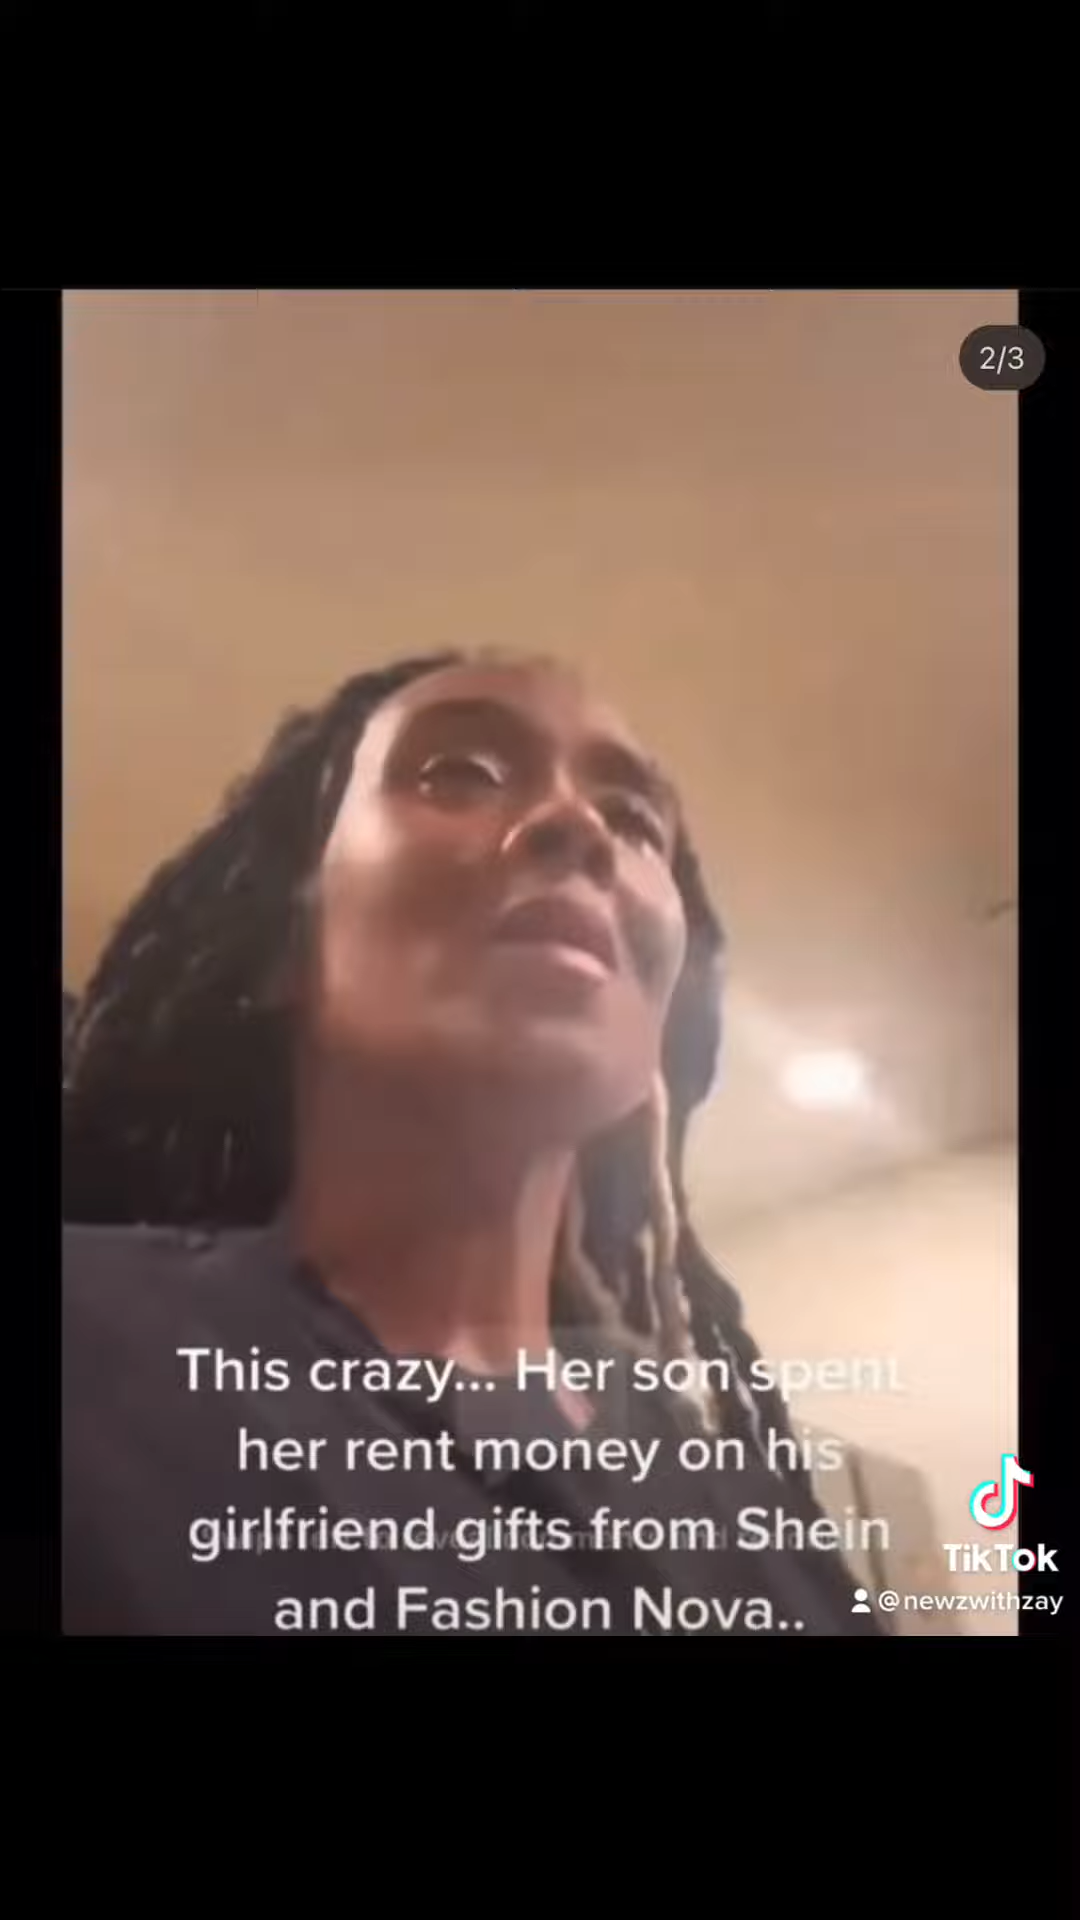 2/3
This crazy... Her son spent
her rent money on his
girlfriend gifts from Shein
and Fashion Nova..
TikTok
@newzwithzay